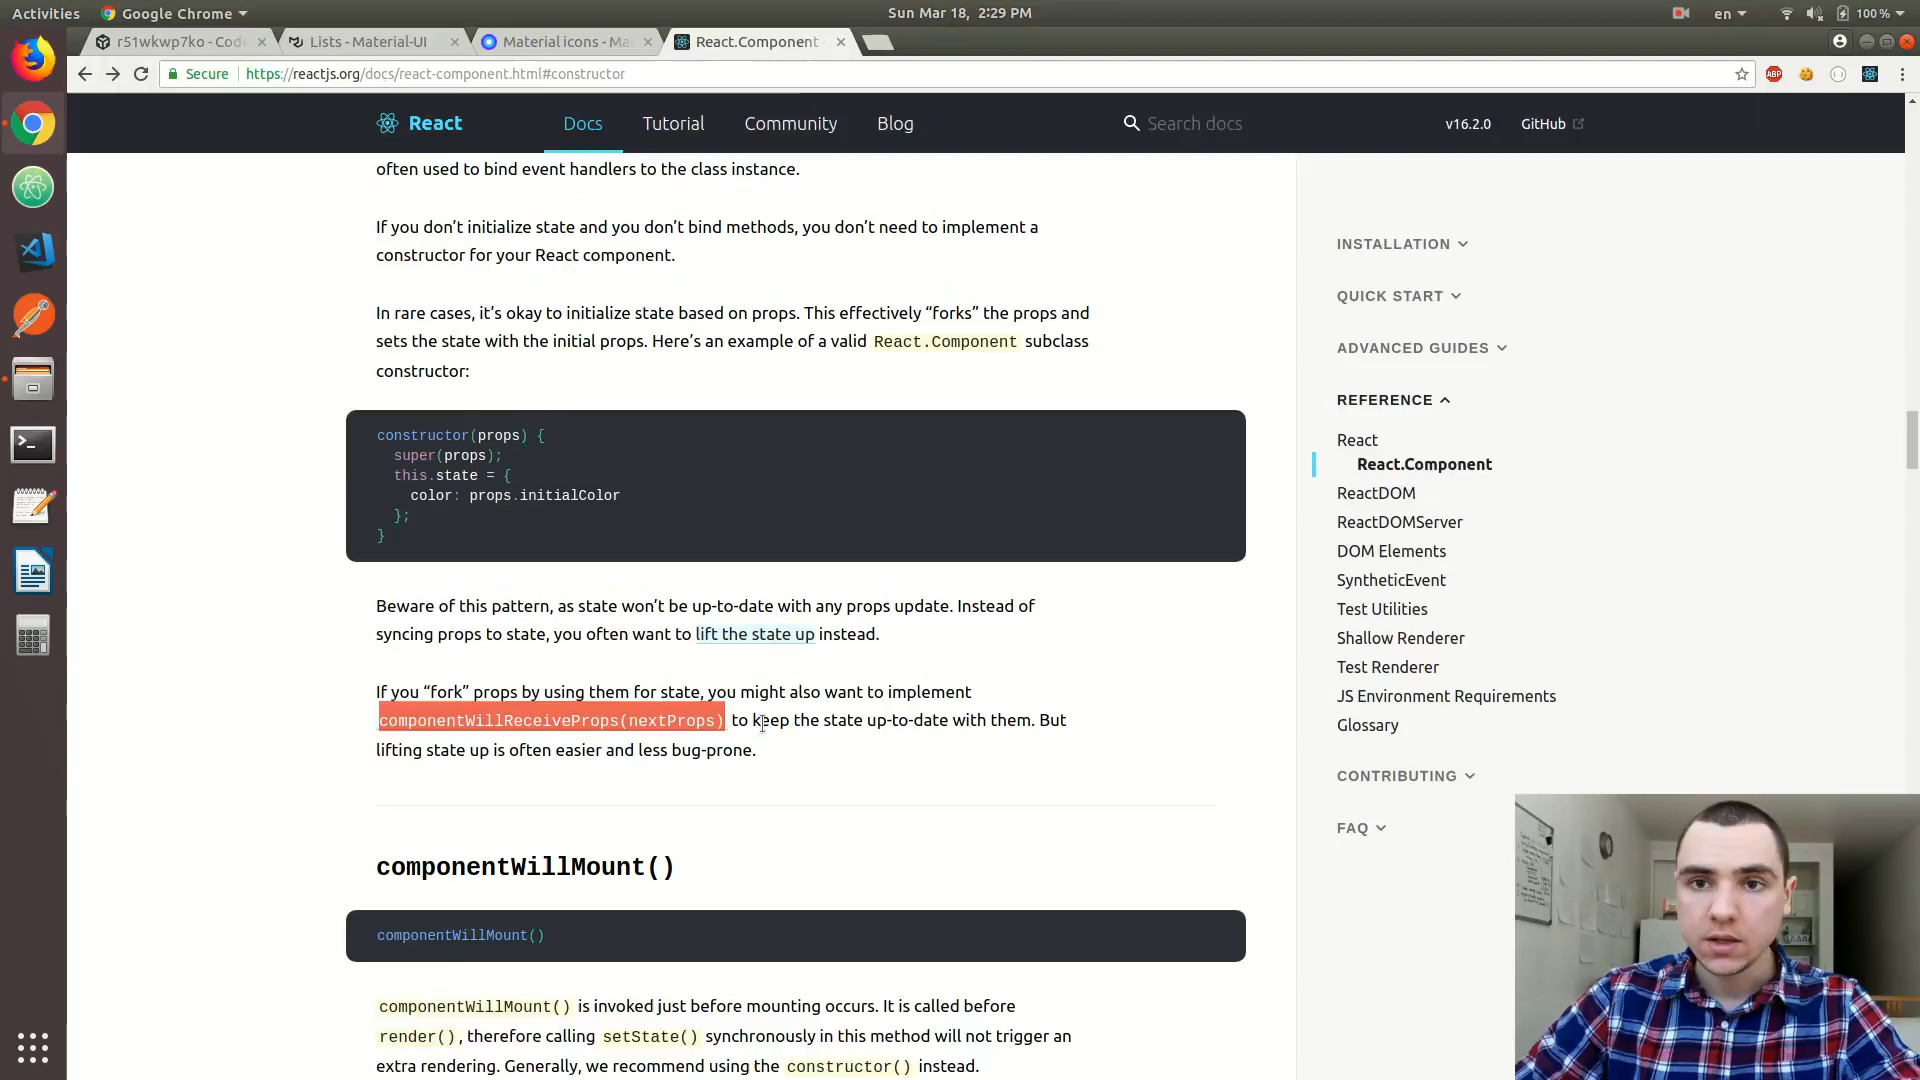 Activities
Google Chrome
Sun Mar 18, 2:29 PM
en
100 %
r51wkwp7ko - Cod
Lists - Material-UI
Material icons - Ma
React.Component
Secure
https://reactjs.org/docs/react-component.html#constructor
ABP
React
Docs
Tutorial
Community
Blog
Search docs
v16.2.0
GitHub
often used to bind event handlers to the class instance.
If you don’t initialize state and you don’t bind methods, you don’t need to implement a
constructor for your React component.
In rare cases, it’s okay to initialize state based on props. This effectively “forks” the props and
sets the state with the initial props. Here’s an example of a valid React.Component subclass
constructor:
constructor(props) {
super(props);
this.state = {
color: props.initialColor
};
}
Beware of this pattern, as state won’t be up-to-date with any props update. Instead of
syncing props to state, you often want to lift the state up instead.
If you “fork” props by using them for state, you might also want to implement
componentWillReceiveProps(nextProps) to keep the state up-to-date with them. But
lifting state up is often easier and less bug-prone.
componentWillMount()
componentWillMount()
componentWillMount() is invoked just before mounting occurs. It is called before
render(), therefore calling setState() synchronously in this method will not trigger an
extra rendering. Generally, we recommend using the constructor() instead.
INSTALLATION
QUICK START
ADVANCED GUIDES
REFERENCE
React
React.Component
ReactDOM
ReactDOMServer
DOM Elements
SyntheticEvent
Test Utilities
Shallow Renderer
Test Renderer
JS Environment Requirements
Glossary
CONTRIBUTING
FAQ